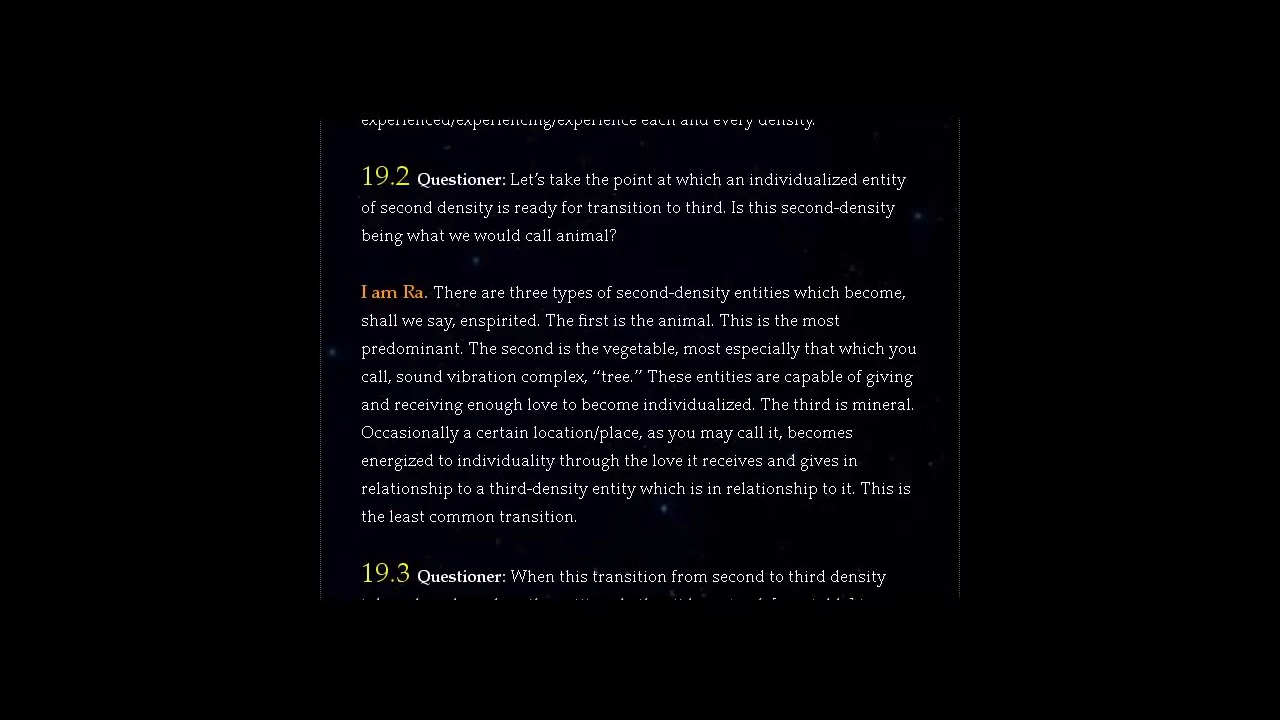 experienced/experiencing/experience each and every density.
19.2 Questioner: Let’s take the point at which an individualized entity
of second density is ready for transition to third. Is this second-density
being what we would call animal?
I am Ra. There are three types of second-density entities which become,
shall we say, enspirited. The first is the animal. This is the most
predominant. The second is the vegetable, most especially that which you
call, sound vibration complex, “tree.” These entities are capable of giving
and receiving enough love to become individualized. The third is mineral.
Occasionally a certain location/place, as you may call it, becomes
energized to individuality through the love it receives and gives in
relationship to a third-density entity which is in relationship to it. This is
the least common transition.
19.3 Questioner: When this transition from second to third density